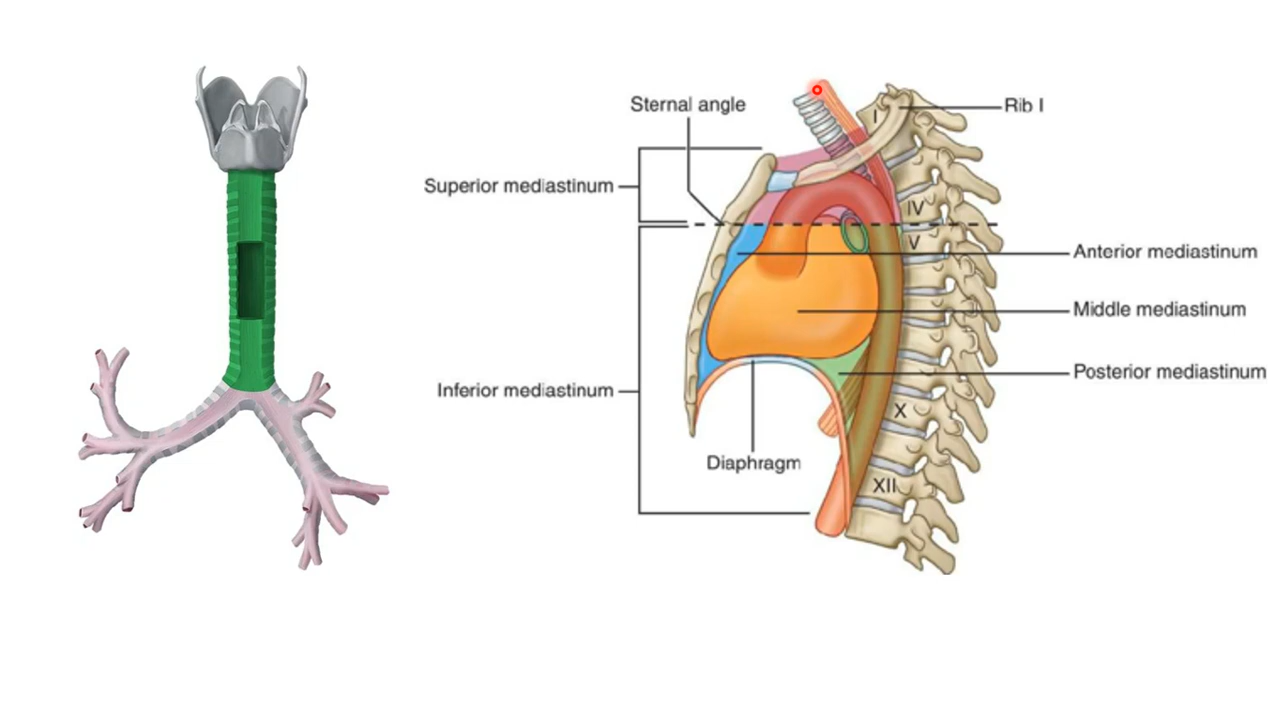 Sternal angle
Rib I
I
Superior mediastinum
IV
V
Anterior mediastinum
Middle mediastinum
Posterior mediastinum
Inferior mediastinum
X
Diaphragm
XII